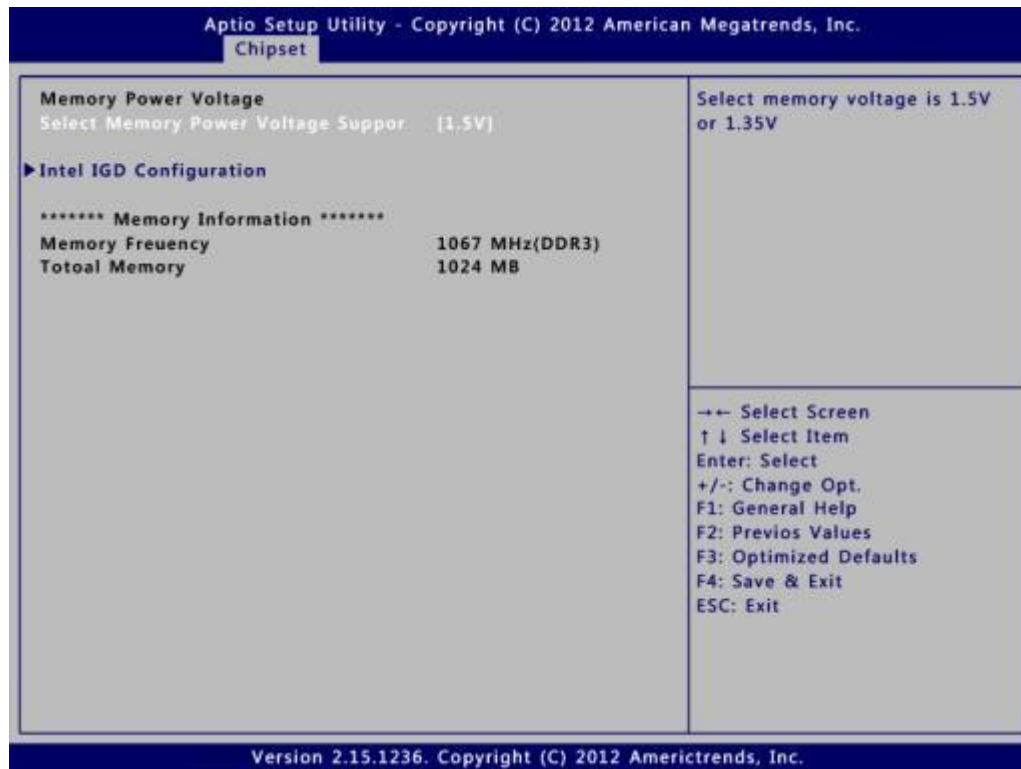 Aptio Setup Utility - Copyright (C) 2012 American Megatrends, Inc.
Chipset
Memory Power Voltage
Select Memory Power Voltage Suppor [1.5V]
▶Intel IGD Configuration
******* Memory Information *******
Memory Freuency 1067 MHz(DDR3)
Totoal Memory 1024 MB
Select memory voltage is 1.5V
or 1.35V
→← Select Screen
↑↓ Select Item
Enter: Select
+/-: Change Opt.
F1: General Help
F2: Previos Values
F3: Optimized Defaults
F4: Save & Exit
ESC: Exit
Version 2.15.1236. Copyright (C) 2012 Americtrends, Inc.